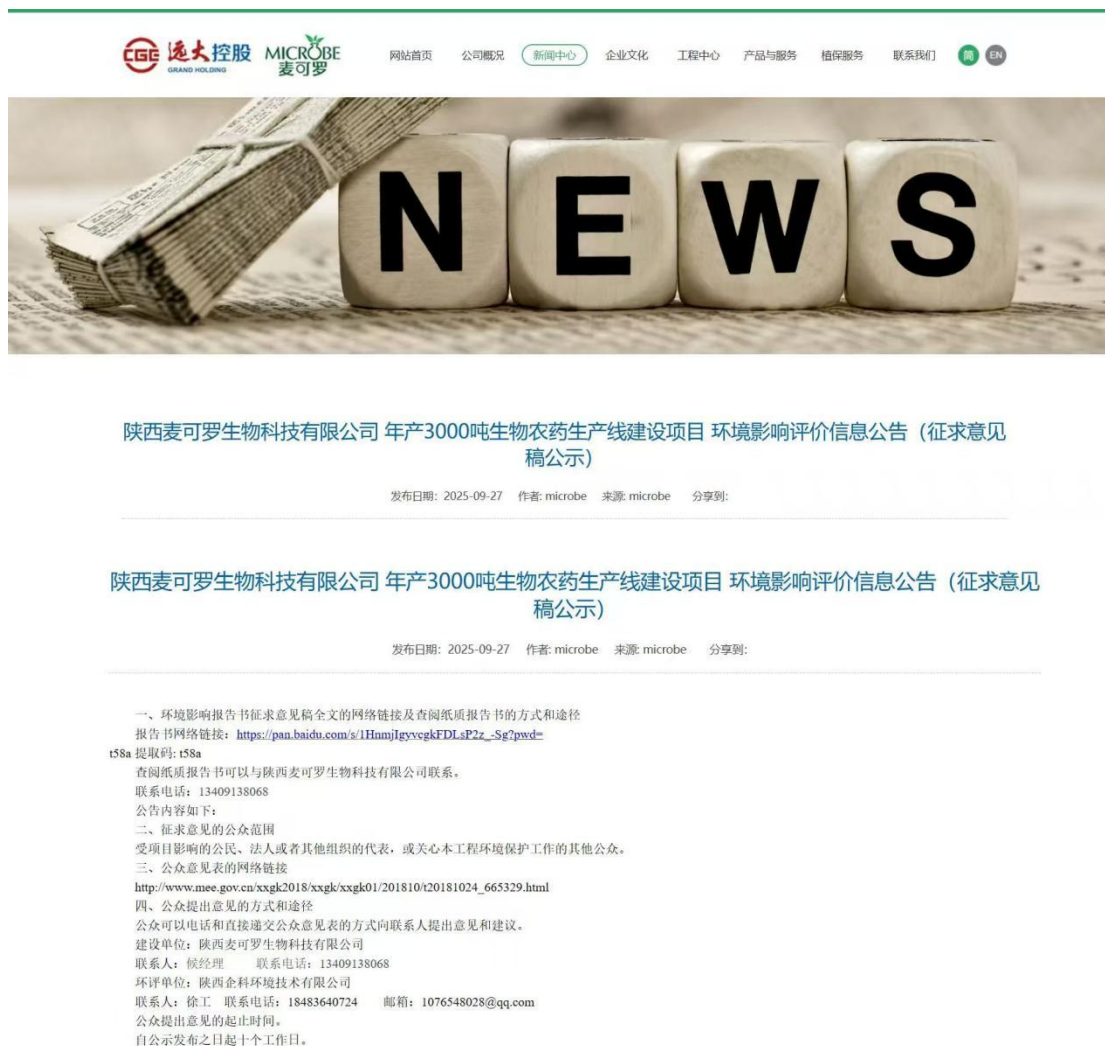 CGE 远大控股 GRAND HOLDING MICROBE 麦可罗 网站首页 公司概况 新闻中心 企业文化 工程中心 产品与服务 植保服务 联系我们 简 EN
NEWS
陕西麦可罗生物科技有限公司 年产3000吨生物农药生产线建设项目 环境影响评价信息公告（征求意见
稿公示）
发布日期：2025-09-27 作者: microbe 来源: microbe 分享到:
陕西麦可罗生物科技有限公司 年产3000吨生物农药生产线建设项目 环境影响评价信息公告（征求意见
稿公示）
发布日期：2025-09-27 作者: microbe 来源: microbe 分享到:
一、环境影响报告书征求意见稿全文的网络链接及查阅纸质报告书的方式和途径
报告书网络链接：https://pan.baidu.com/s/1HnmjIgyvcgkFDLsP2z_-Sg?pwd=
t58a 提取码: t58a
查阅纸质报告书可以与陕西麦可罗生物科技有限公司联系。
联系电话：13409138068
公告内容如下：
二、征求意见的公众范围
受项目影响的公民、法人或者其他组织的代表，或关心本工程环境保护工作的其他公众。
三、公众意见表的网络链接
http://www.mee.gov.cn/xxgk2018/xxgk/xxgk01/201810/t20181024_665329.html
四、公众提出意见的方式和途径
公众可以电话和直接递交公众意见表的方式向联系人提出意见和建议。
建设单位：陕西麦可罗生物科技有限公司
联系人：候经理 联系电话：13409138068
环评单位：陕西企科环境技术有限公司
联系人：徐工 联系电话：18483640724 邮箱：1076548028@qq.com
公众提出意见的起止时间。
自公示发布之日起十个工作日。